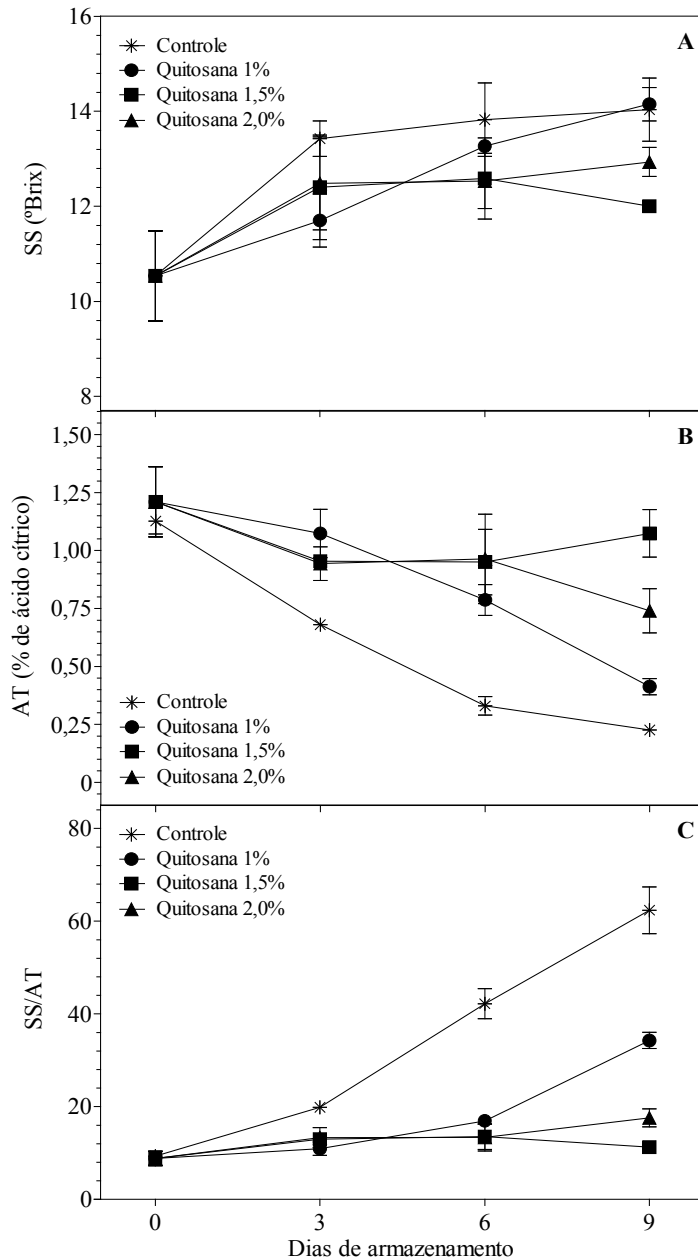 16
A
Controle
Quitosana 1%
14
Quitosana 1,5%
Quitosana 2,0%
SS (ºBrix)
12
10
8
B
1,50
1,25
AT (% de ácido cítrico)
1,00
0,75
0,50
Controle
Quitosana 1%
0,25
Quitosana 1,5%
Quitosana 2,0%
0
C
80
Controle
Quitosana 1%
Quitosana 1,5%
60
Quitosana 2,0%
SS/AT
40
20
0
0 3 6 9
Dias de armazenamento